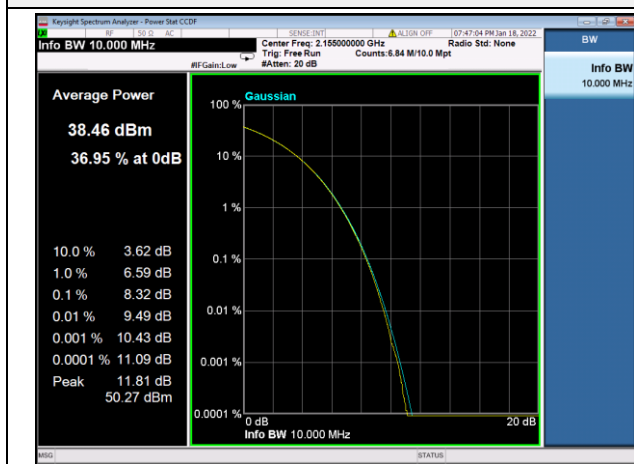 Keysight Spectrum Analyzer - Power Stat CCDF
RF 50 Ω AC SENSE:INT ALIGN OFF 07:47:04 PM Jan 18, 2022
Info BW 10.000 MHz
Center Freq: 2.155000000 GHz Radio Std: None
Trig: Free Run Counts:6.84 M/10.0 Mpt
#IFGain:Low #Atten: 20 dB
BW
Info BW
10.000 MHz
Average Power
38.46 dBm
36.95 % at 0dB
10.0 % 3.62 dB
1.0 % 6.59 dB
0.1 % 8.32 dB
0.01 % 9.49 dB
0.001 % 10.43 dB
0.0001 % 11.09 dB
Peak 11.81 dB
50.27 dBm
Gaussian
100 %
10 %
1 %
0.1 %
0.01 %
0.001 %
0.0001 %
0 dB 20 dB
Info BW 10.000 MHz
MSG STATUS